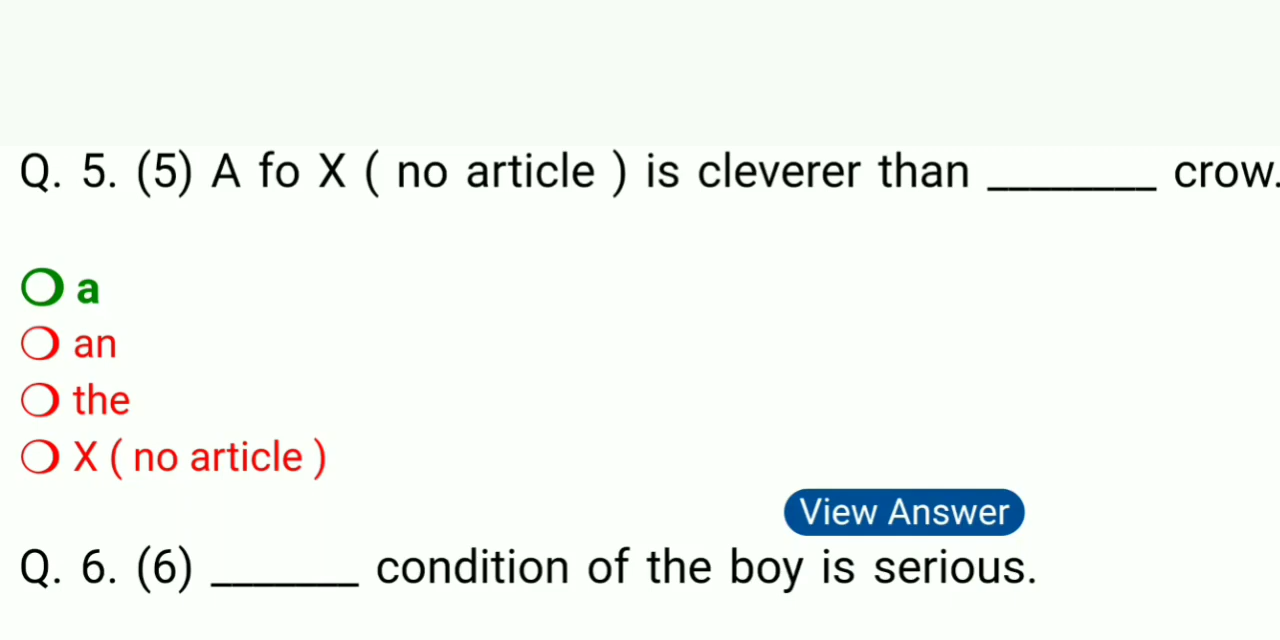 Q. 5. (5) A fo X ( no article ) is cleverer than ________ crow.
a
an
the
X ( no article )
View Answer
Q. 6. (6) _______ condition of the boy is serious.